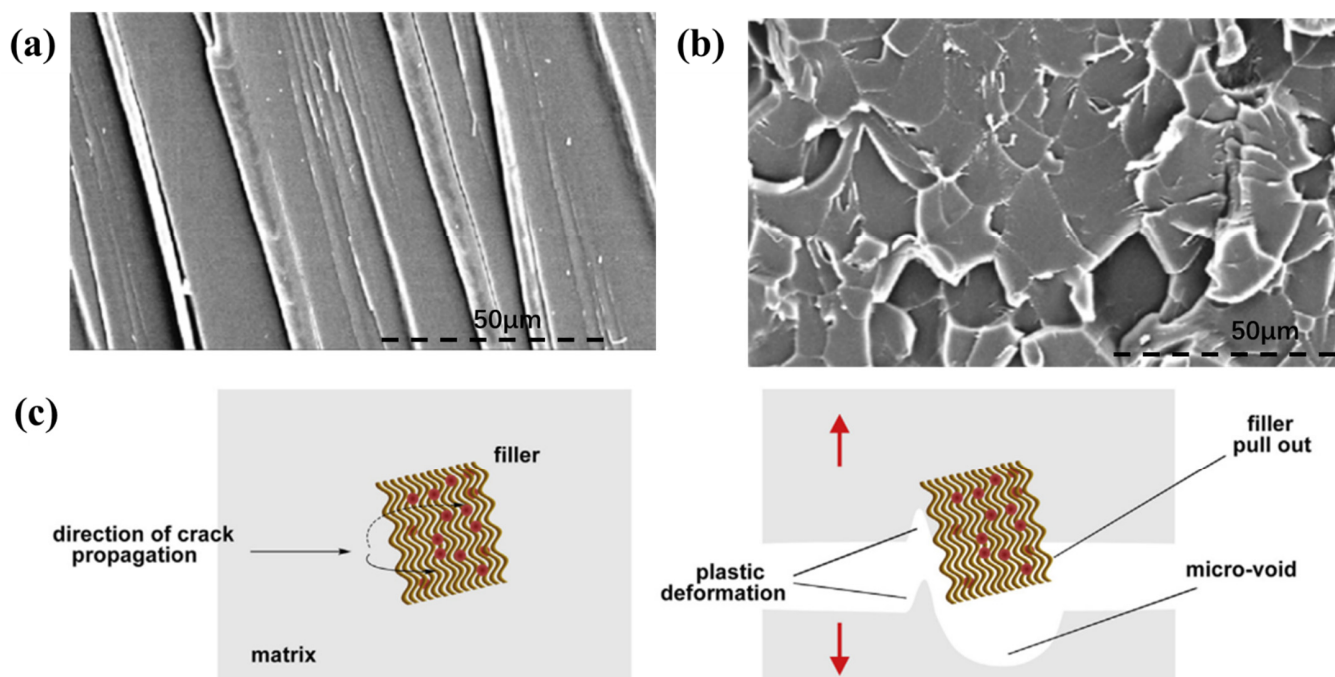 (a)
50μm
(b)
50μm
(c)
filler
direction of crack
propagation
matrix
filler
pull out
plastic
deformation
micro-void